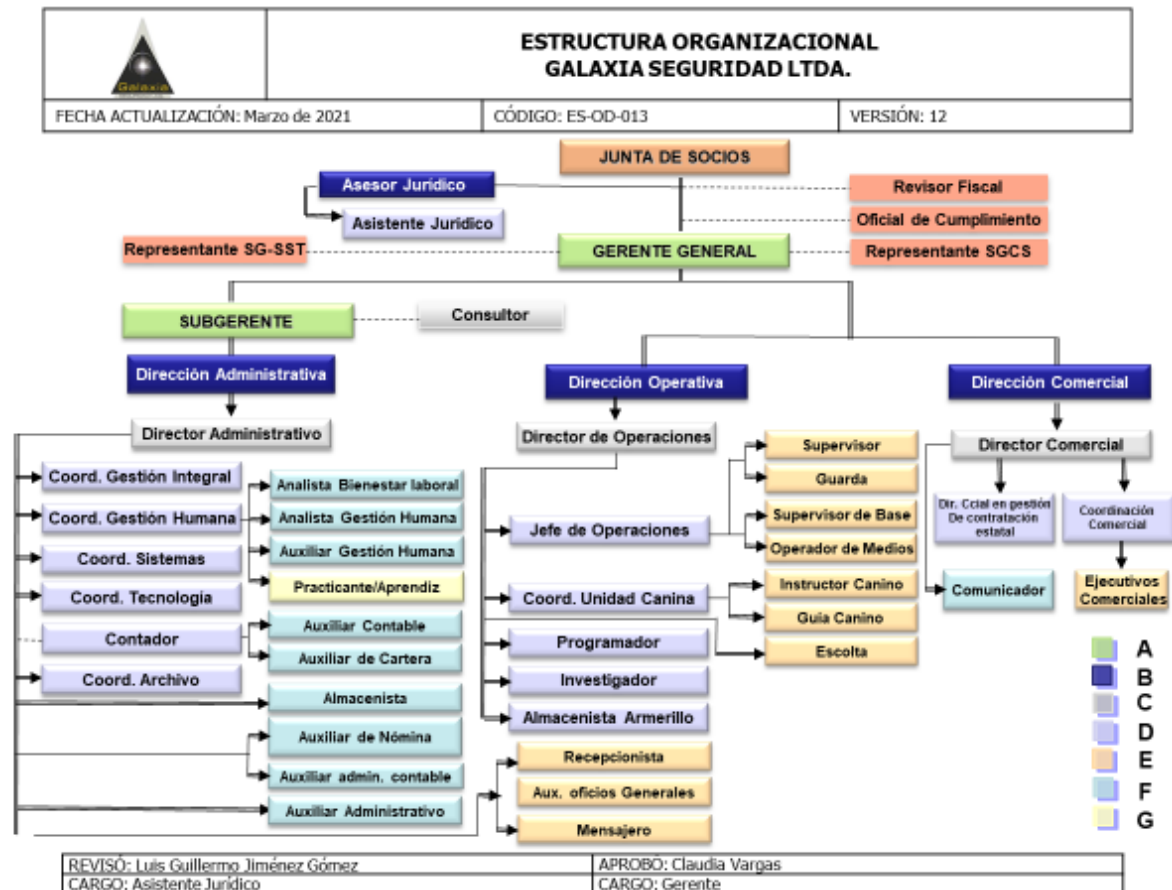 Galaxia
ESTRUCTURA ORGANIZACIONAL
GALAXIA SEGURIDAD LTDA.
FECHA ACTUALIZACIÓN: Marzo de 2021
CÓDIGO: ES-OD-013
VERSIÓN: 12
JUNTA DE SOCIOS
Asesor Jurídico
Revisor Fiscal
Asistente Jurídico
Oficial de Cumplimiento
Representante SG-SST
GERENTE GENERAL
Representante SGCS
SUBGERENTE
Consultor
Dirección Administrativa
Dirección Operativa
Dirección Comercial
Director Administrativo
Director de Operaciones
Director Comercial
Coord. Gestión Integral
Coord. Gestión Humana
Coord. Sistemas
Coord. Tecnología
Contador
Coord. Archivo
Analista Bienestar laboral
Analista Gestión Humana
Auxiliar Gestión Humana
Practicante/Aprendiz
Auxiliar Contable
Auxiliar de Cartera
Almacenista
Auxiliar de Nómina
Auxiliar admin. contable
Auxiliar Administrativo
Jefe de Operaciones
Coord. Unidad Canina
Programador
Investigador
Almacenista Armerillo
Recepcionista
Aux. oficios Generales
Mensajero
Supervisor
Guarda
Supervisor de Base
Operador de Medios
Instructor Canino
Guía Canino
Escolta
Dir. Ccial en gestión
De contratación
estatal
Coordinación
Comercial
Comunicador
Ejecutivos
Comerciales
A
B
C
D
E
F
G
REVISÓ: Luis Guillermo Jiménez Gómez
APROBÓ: Claudia Vargas
CARGO: Asistente Jurídico
CARGO: Gerente